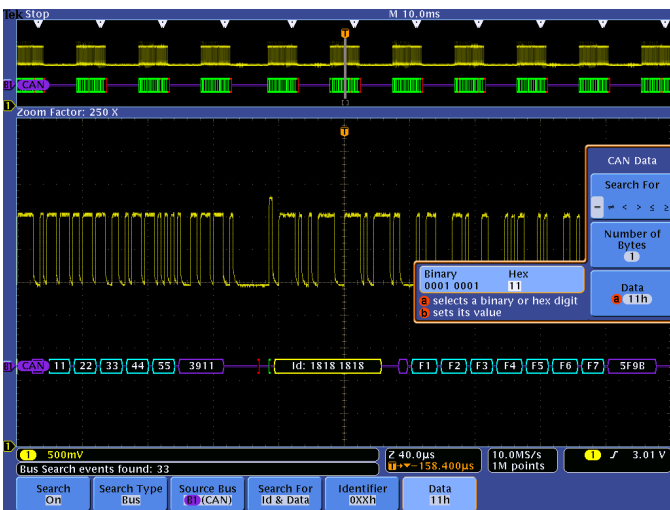 Tek Stop
M 10.0ms
T
B1 CAN
1
Zoom Factor: 250 X
T
CAN Data
Search For
= ≠ < > ≤ ≥
Number of
Bytes
1
Binary Hex
0001 0001 11
a selects a binary or hex digit
b sets its value
Data
a 11h
B1 CAN 11 22 33 44 55 3911 Id: 1818 1818 F1 F2 F3 F4 F5 F6 F7 5F9B
1
1 500mV
Z 40.0µs
10.0MS/s
1 3.01 V
Bus Search events found: 33
T→▼-158.400µs
1M points
Search
On
Search Type
Bus
Source Bus
B1 (CAN)
Search For
Id & Data
Identifier
0XXh
Data
11h